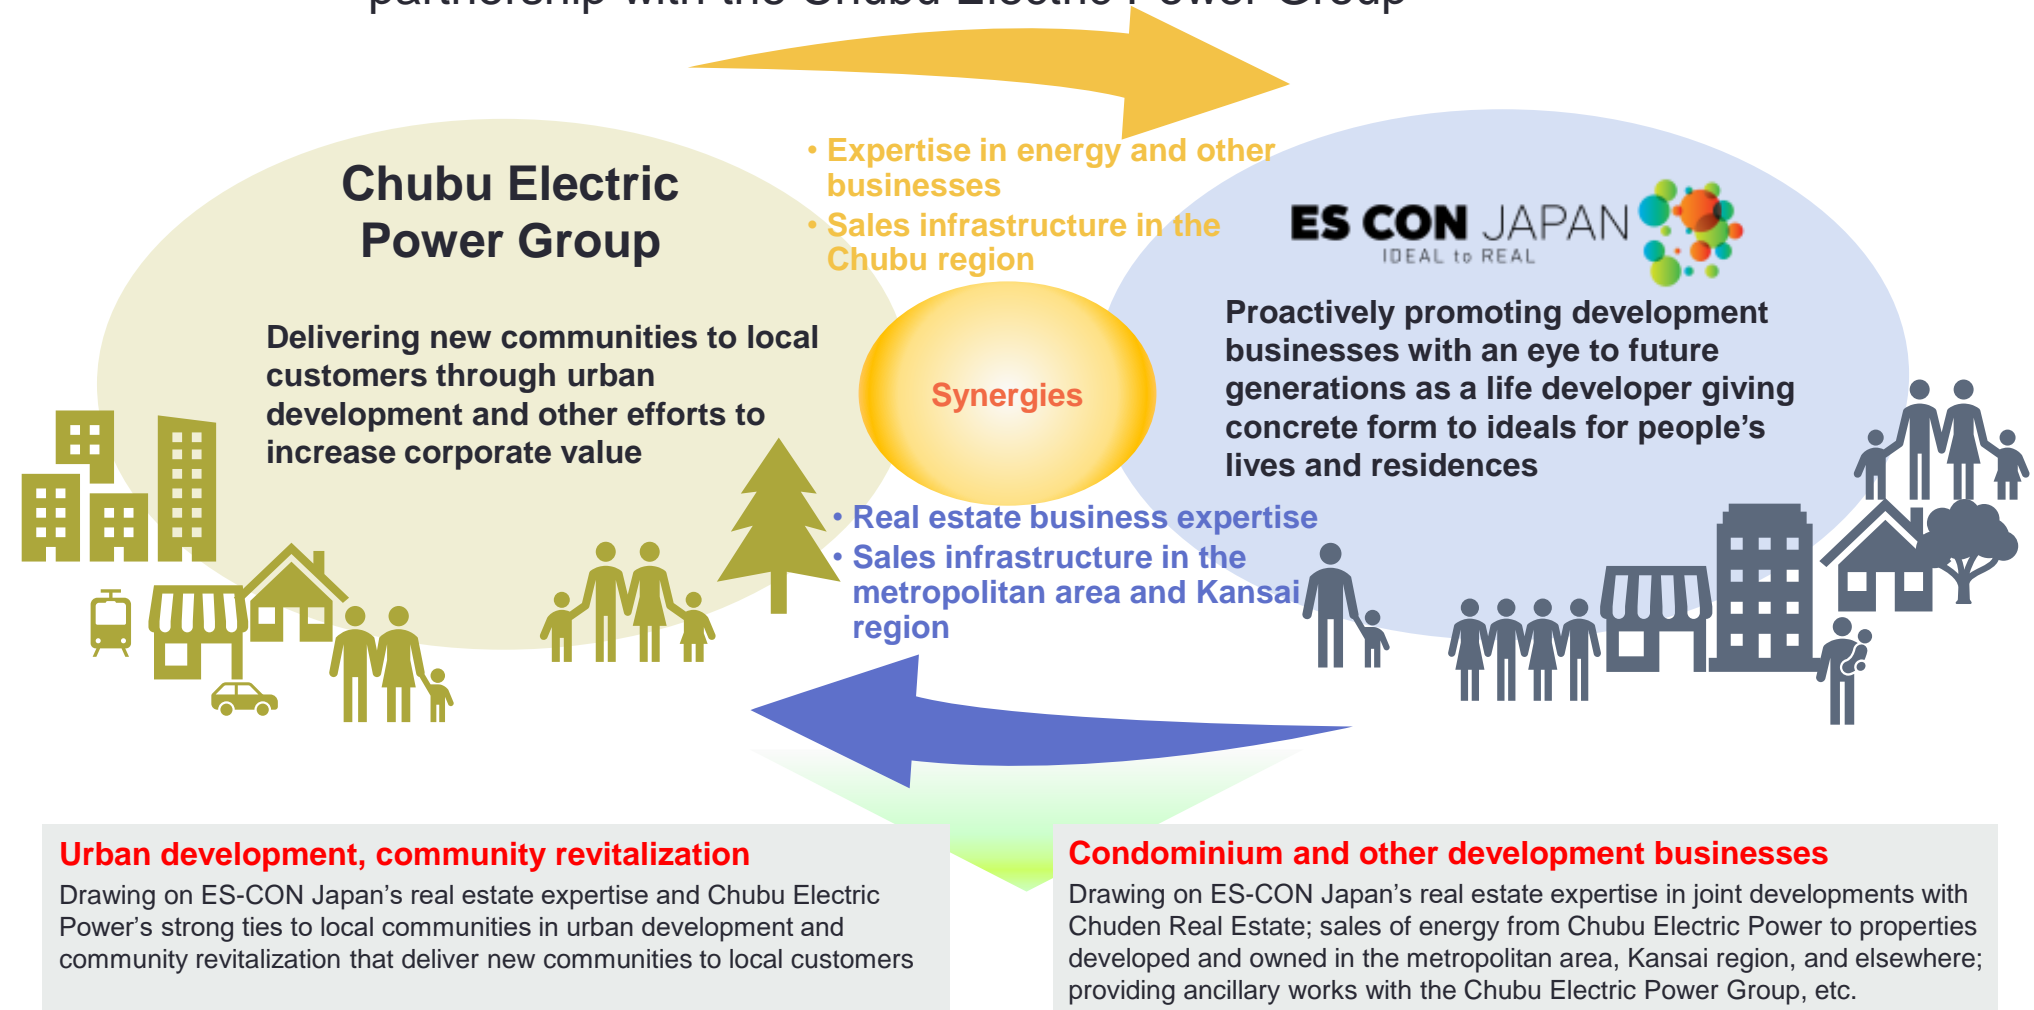 partnership with the Chubu Electric Power Group
Chubu Electric
Power Group
Delivering new communities to local
customers through urban
development and other efforts to
increase corporate value
• Expertise in energy and other
businesses
• Sales infrastructure in the
Chubu region
Synergies
• Real estate business expertise
• Sales infrastructure in the
metropolitan area and Kansai
region
ES CON JAPAN
IDEAL to REAL
Proactively promoting development
businesses with an eye to future
generations as a life developer giving
concrete form to ideals for people’s
lives and residences
Urban development, community revitalization
Drawing on ES-CON Japan’s real estate expertise and Chubu Electric
Power’s strong ties to local communities in urban development and
community revitalization that deliver new communities to local customers
Condominium and other development businesses
Drawing on ES-CON Japan’s real estate expertise in joint developments with
Chuden Real Estate; sales of energy from Chubu Electric Power to properties
developed and owned in the metropolitan area, Kansai region, and elsewhere;
providing ancillary works with the Chubu Electric Power Group, etc.